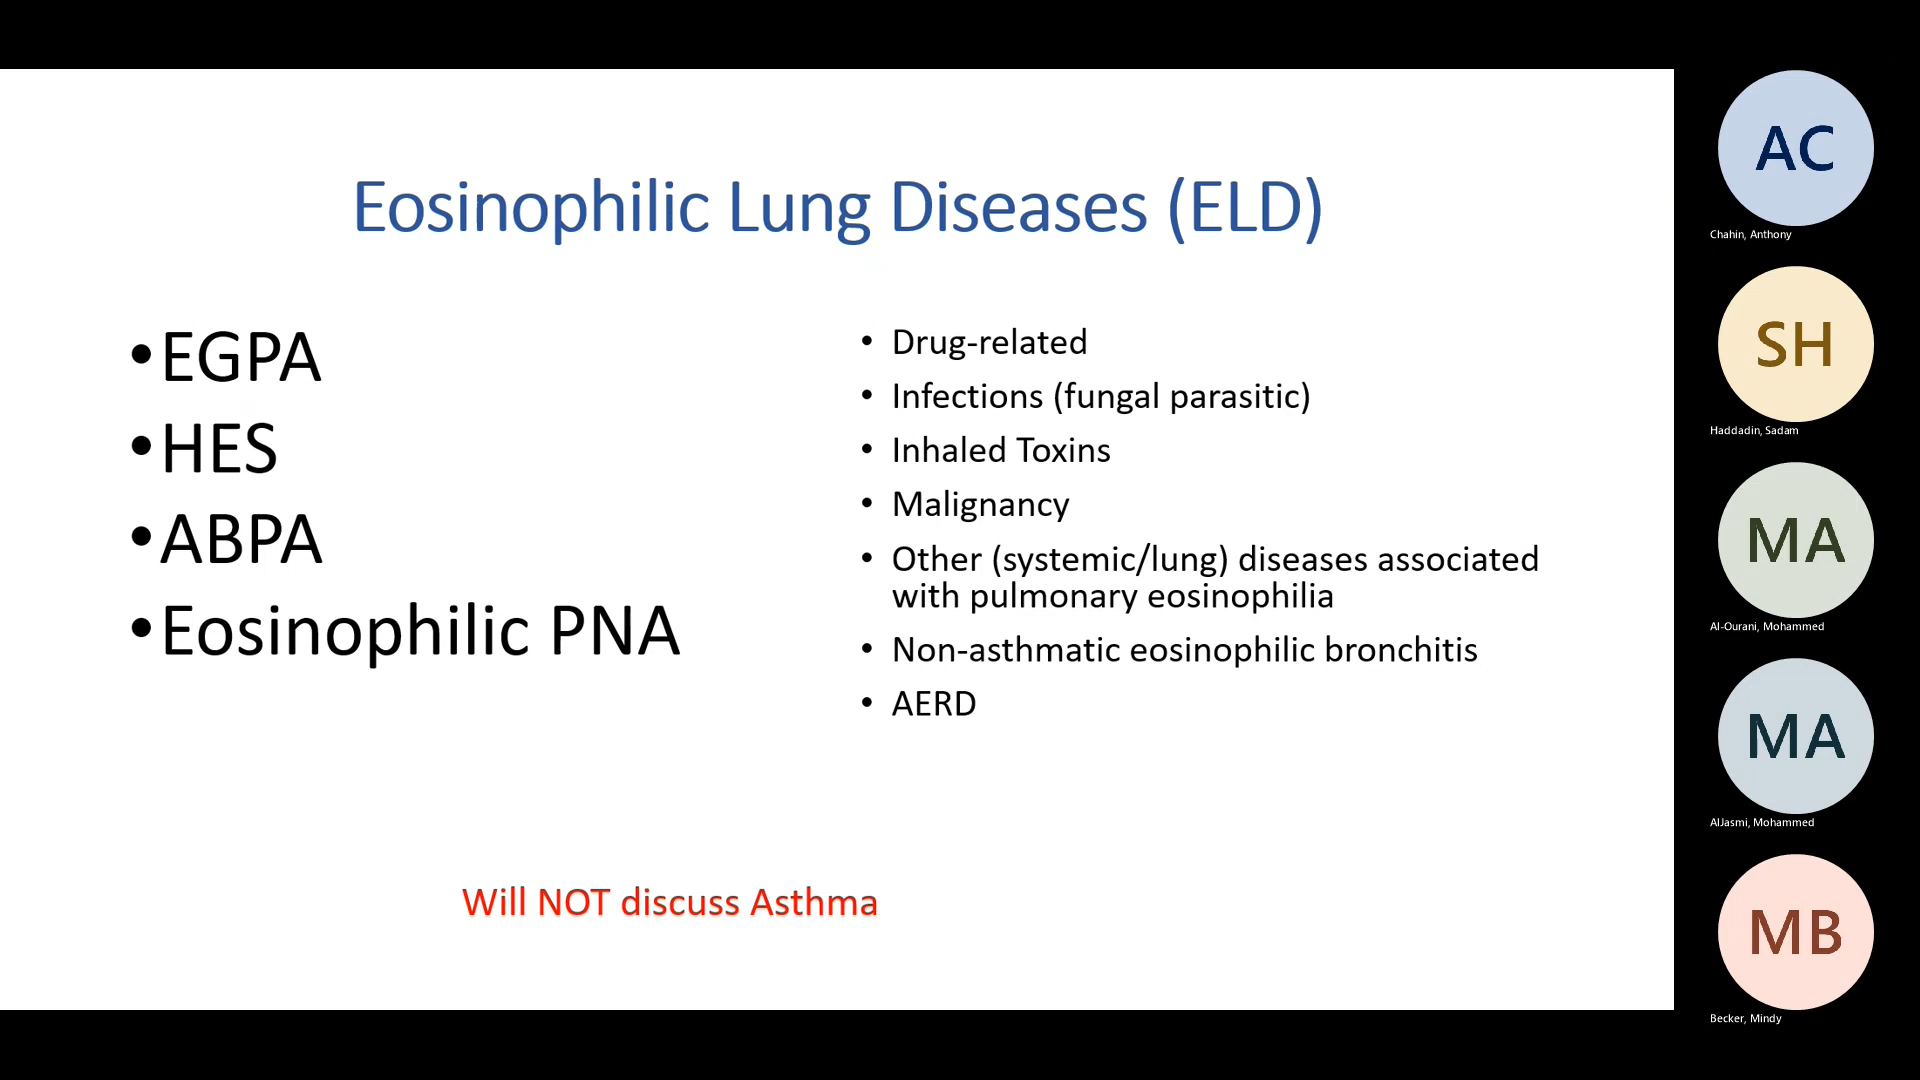 Eosinophilic Lung Diseases (ELD)
•EGPA
•HES
•ABPA
•Eosinophilic PNA
• Drug-related
• Infections (fungal parasitic)
• Inhaled Toxins
• Malignancy
• Other (systemic/lung) diseases associated
with pulmonary eosinophilia
• Non-asthmatic eosinophilic bronchitis
• AERD
Will NOT discuss Asthma
AC
Chahin, Anthony
SH
Haddadin, Sadam
MA
Al-Ourani, Mohammed
MA
AlJasmi, Mohammed
MB
Becker, Mindy